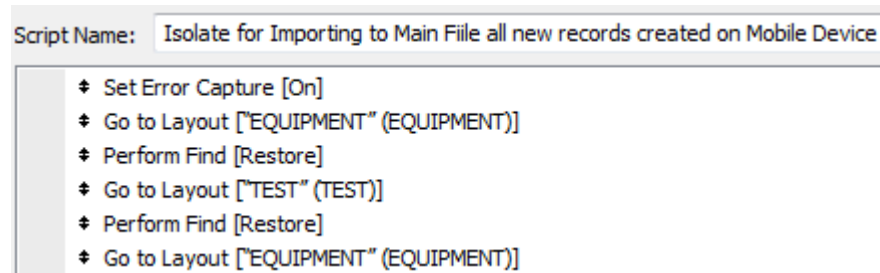 Script Name: Isolate for Importing to Main Fiile all new records created on Mobile Device
Set Error Capture [On]
Go to Layout ["EQUIPMENT" (EQUIPMENT)]
Perform Find [Restore]
Go to Layout ["TEST" (TEST)]
Perform Find [Restore]
Go to Layout ["EQUIPMENT" (EQUIPMENT)]